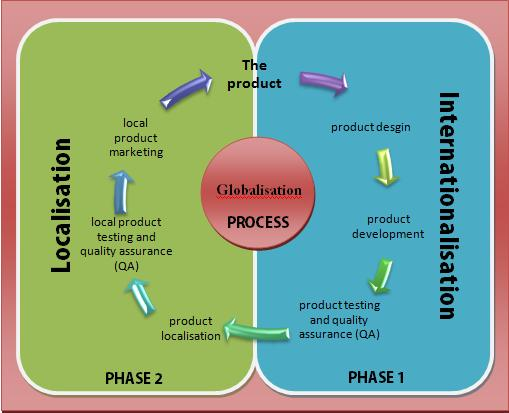 The
product
product desgin
product
development
product testing
and quality
assurance (QA)
Internationalisation
PHASE 1
Globalisation
PROCESS
product
localisation
local product
testing and
quality assurance
(QA)
local
product
marketing
Localisation
PHASE 2